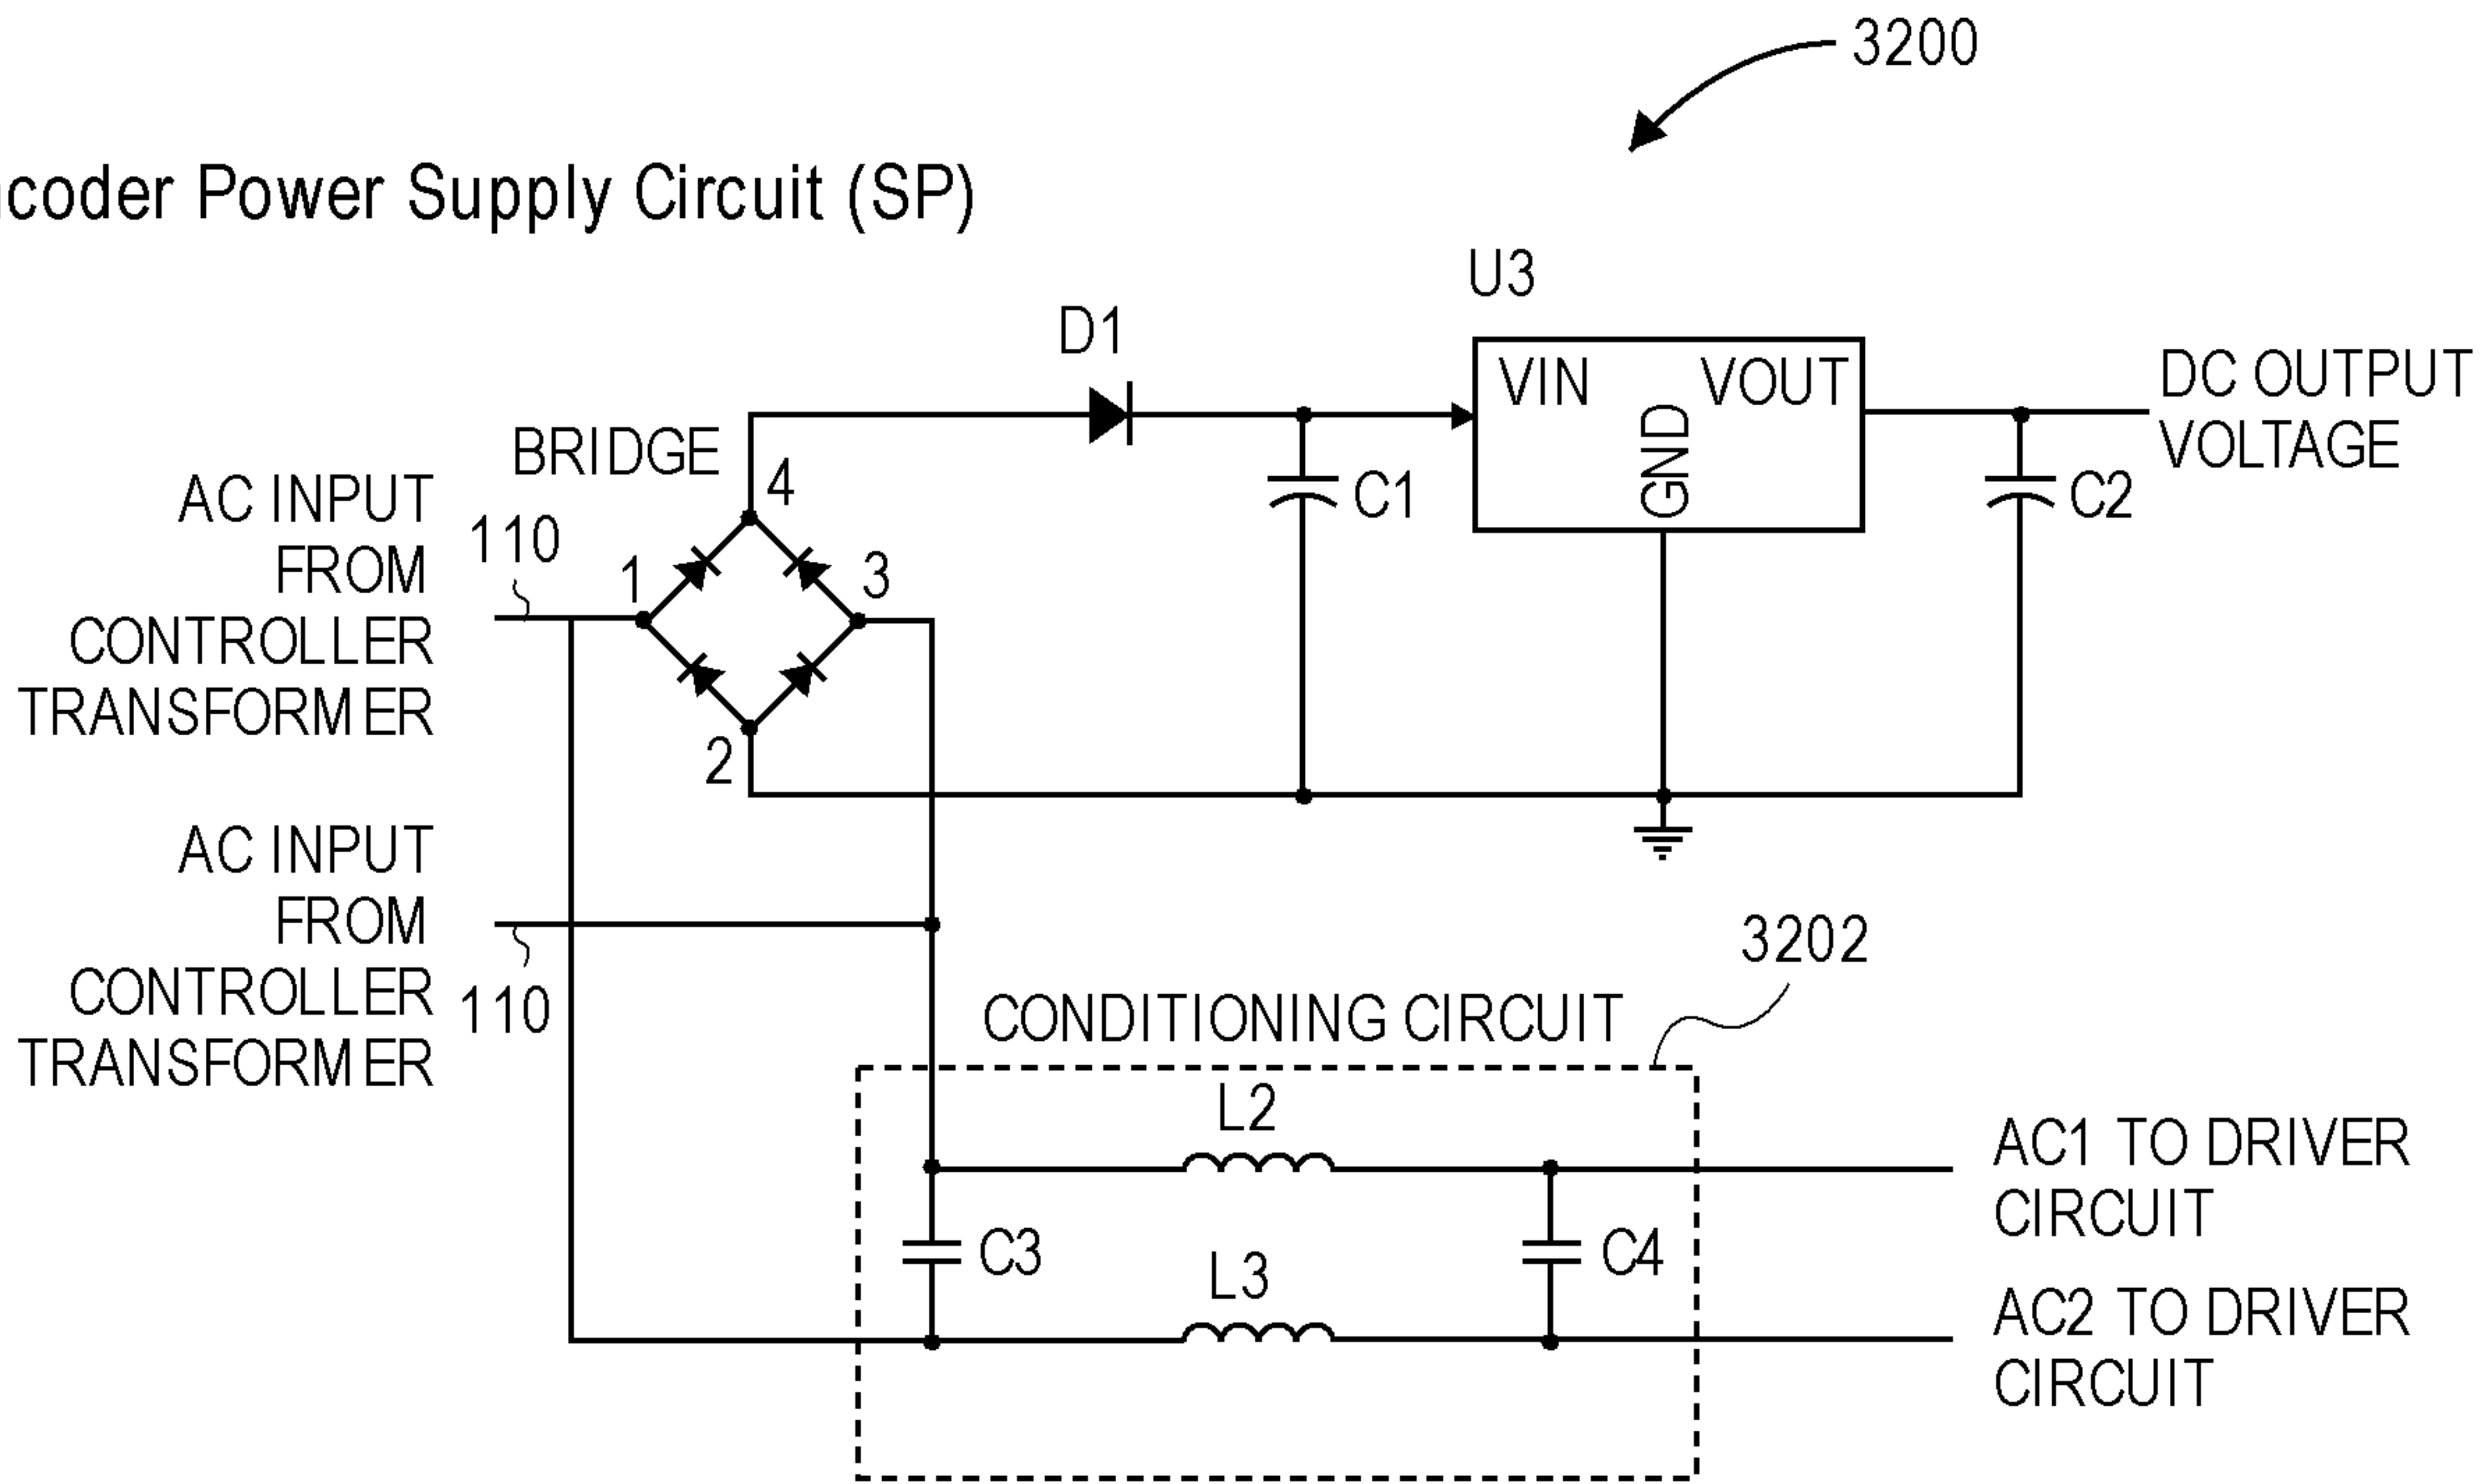 3200
coder Power Supply Circuit (SP)
U3
D1
VIN
VOUT
GND
DC OUTPUT
VOLTAGE
BRIDGE
4
C1
C2
AC INPUT
FROM
CONTROLLER
TRANSFORMER
110
1
3
2
AC INPUT
FROM
CONTROLLER
TRANSFORMER
110
3202
CONDITIONING CIRCUIT
L2
C3
L3
C4
AC1 TO DRIVER
CIRCUIT
AC2 TO DRIVER
CIRCUIT